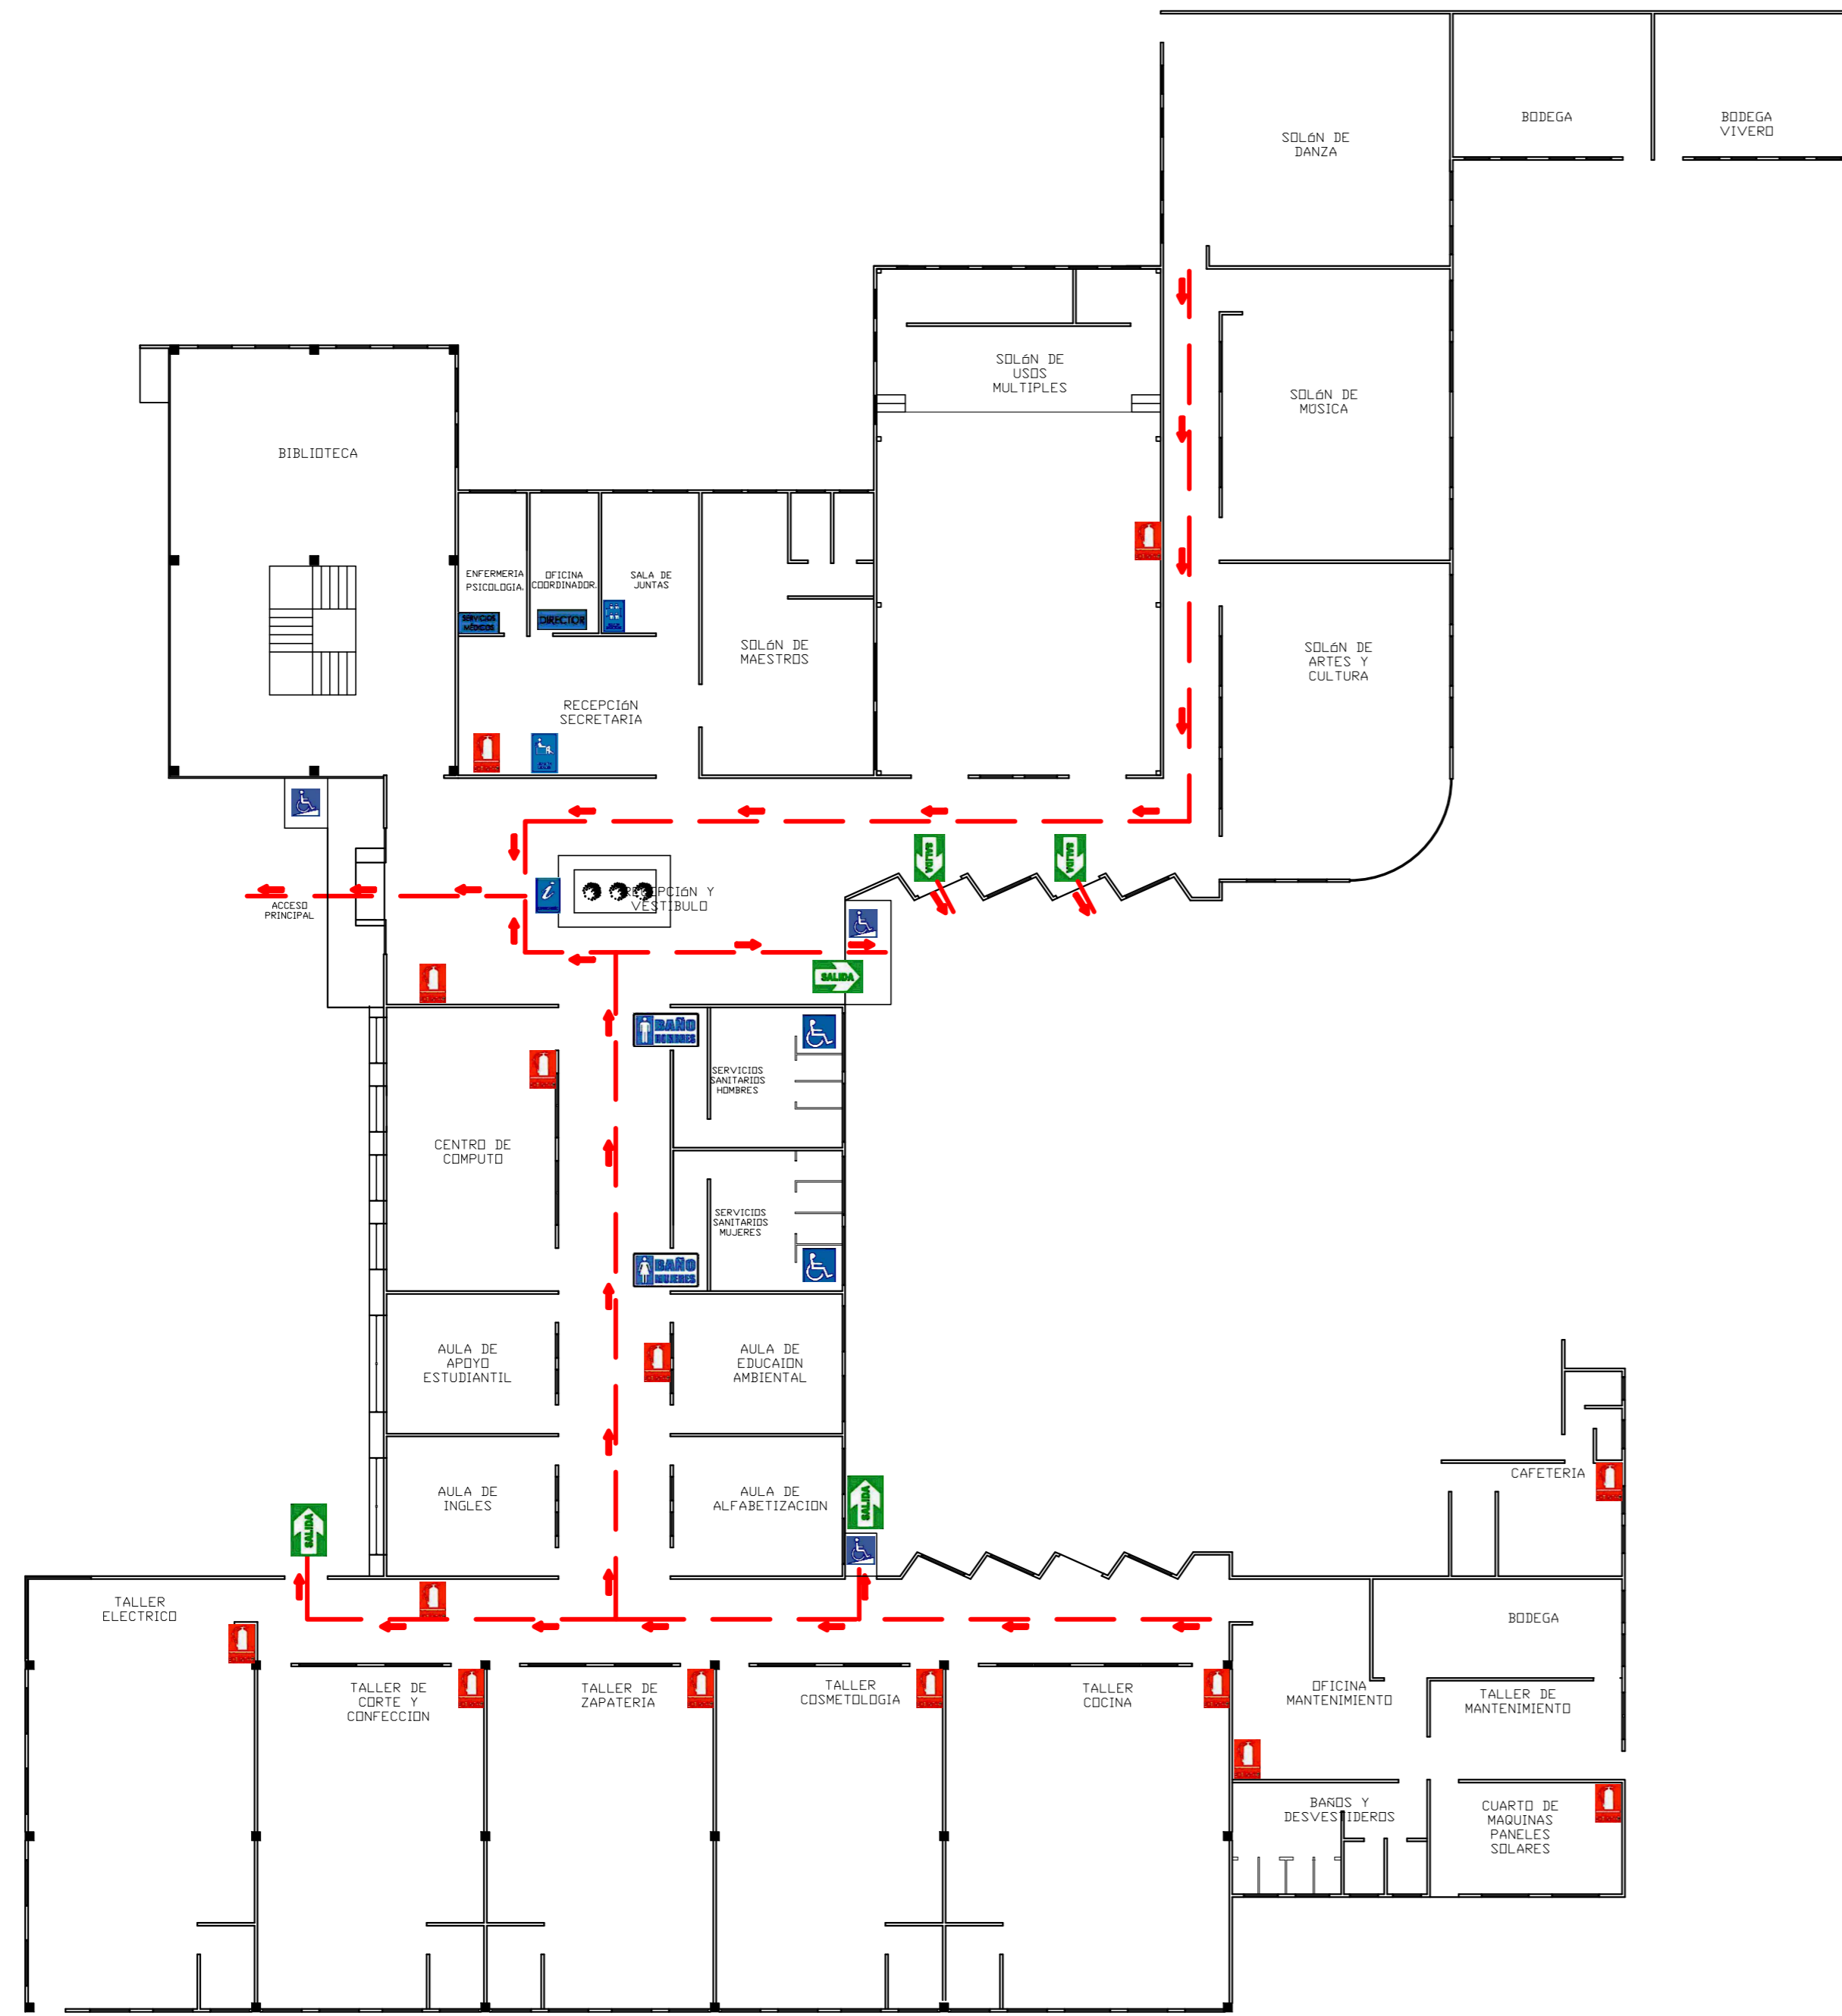 SOLóN DE
DANZA
BODEGA
BODEGA
VIVERO
SOLóN DE
USOS
MULTIPLES
SOLóN DE
MÚSICA
BIBLIOTECA
ENFERMERIA
PSICOLOGIA.
OFICINA
COORDINADOR.
SALA DE
JUNTAS
SERVICIOS
MÉDICOS
DIRECTOR
SOLóN DE
MAESTROS
SOLóN DE
ARTES Y
CULTURA
RECEPCIóN
SECRETARIA
SALIDA
SALIDA
RECEPCIóN Y
VESTIBULO
ACCESO
PRINCIPAL
SALIDA
BAÑO
HOMBRES
SERVICIOS
SANITARIOS
HOMBRES
CENTRO DE
COMPUTO
SERVICIOS
SANITARIOS
MUJERES
BAÑO
MUJERES
AULA DE
APOYO
ESTUDIANTIL
AULA DE
EDUCAION
AMBIENTAL
AULA DE
INGLES
AULA DE
ALFABETIZACION
CAFETERIA
SALIDA
SALIDA
TALLER
ELECTRICO
BODEGA
TALLER DE
CORTE Y
CONFECCION
TALLER DE
ZAPATERIA
TALLER
COSMETOLOGIA
TALLER
COCINA
OFICINA
MANTENIMIENTO
TALLER DE
MANTENIMIENTO
BAñOS Y
DESVESTIDEROS
CUARTO DE
MAQUINAS
PANELES
SOLARES